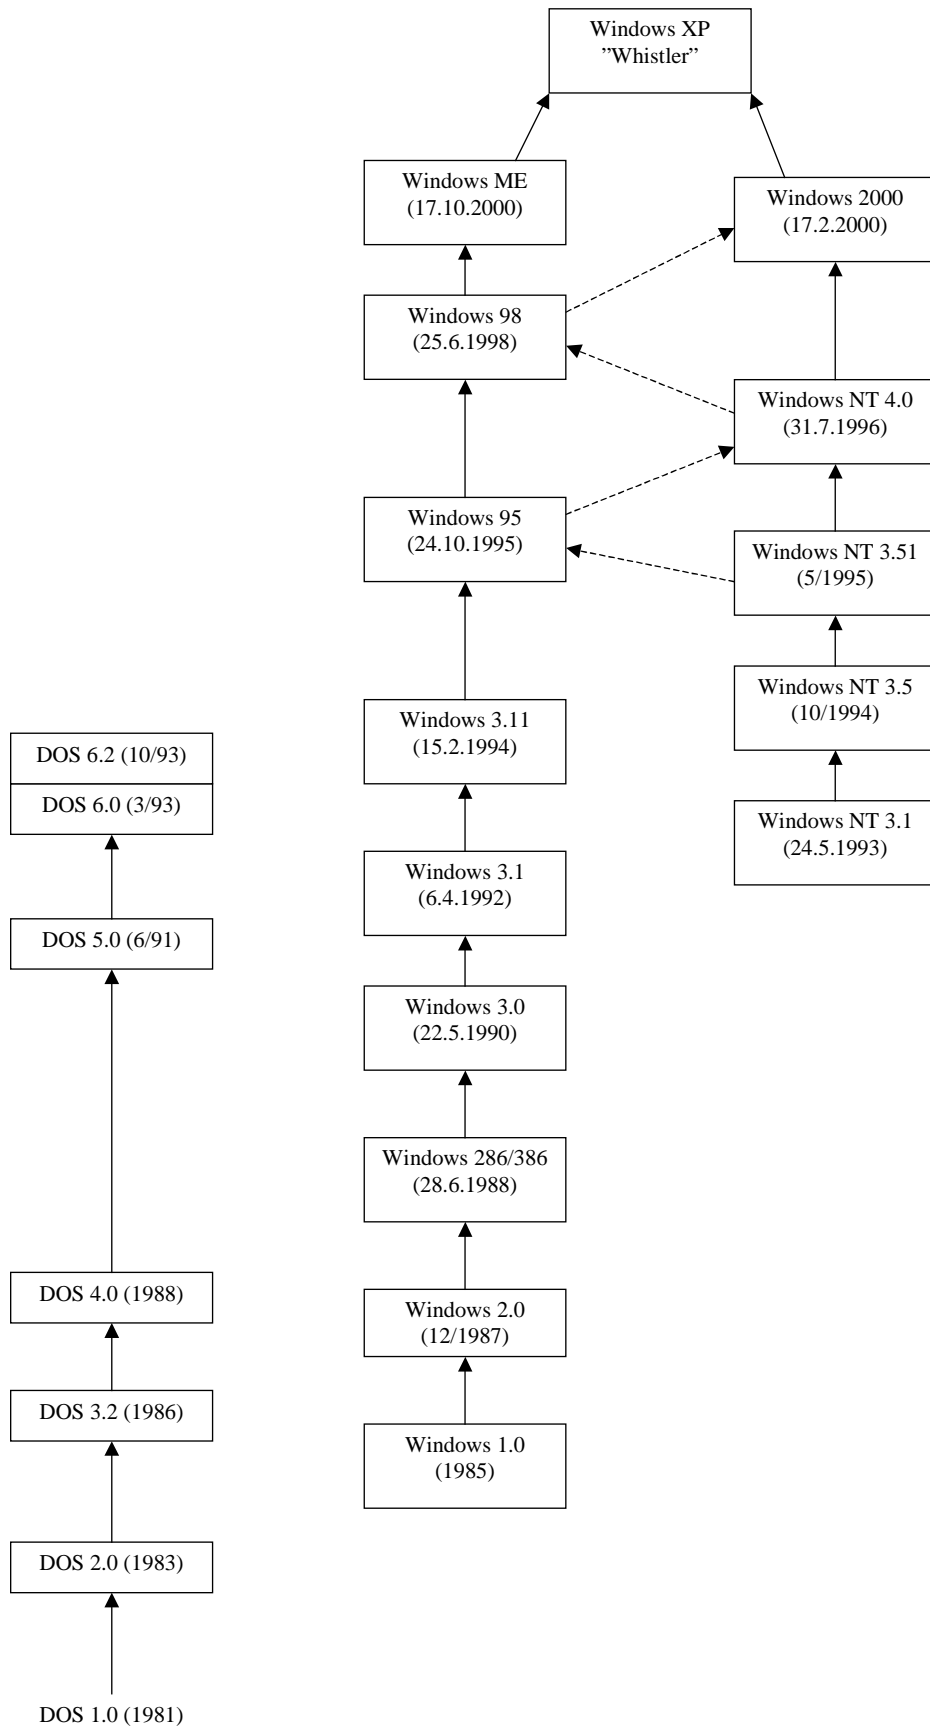 Windows XP
”Whistler”
Windows ME
(17.10.2000)
Windows 2000
(17.2.2000)
Windows 98
(25.6.1998)
Windows NT 4.0
(31.7.1996)
Windows 95
(24.10.1995)
Windows NT 3.51
(5/1995)
Windows NT 3.5
(10/1994)
Windows 3.11
(15.2.1994)
DOS 6.2 (10/93)
DOS 6.0 (3/93)
Windows NT 3.1
(24.5.1993)
Windows 3.1
(6.4.1992)
DOS 5.0 (6/91)
Windows 3.0
(22.5.1990)
Windows 286/386
(28.6.1988)
DOS 4.0 (1988)
Windows 2.0
(12/1987)
DOS 3.2 (1986)
Windows 1.0
(1985)
DOS 2.0 (1983)
DOS 1.0 (1981)